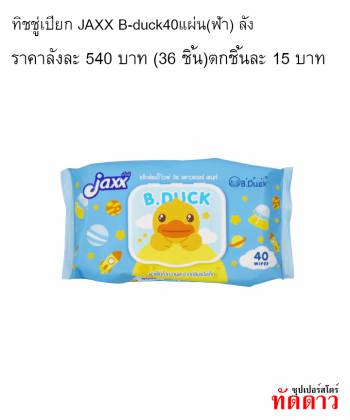 ทิชชู่เปียก JAXX B-duck40แผ่น(ฟ้า) ลัง
ราคาลังละ 540 บาท (36 ชิ้น)ตกชิ้นละ 15 บาท
jaxx
B.Duck
B.DUCK
40
WIPES
ซุปเปอร์สโตร์
ทัดดาว